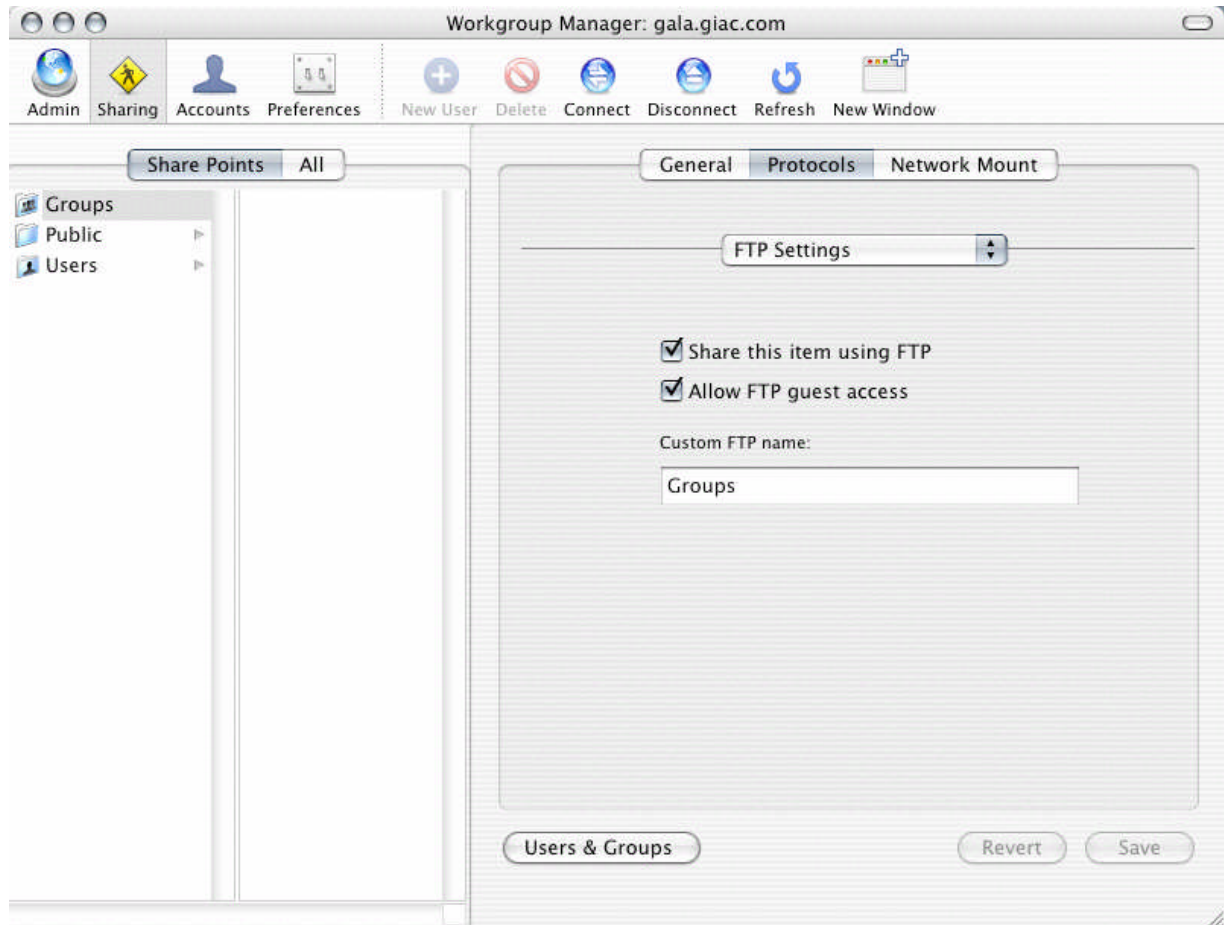 Workgroup Manager: gala.giac.com
Admin Sharing Accounts Preferences New User Delete Connect Disconnect Refresh New Window
Share Points All
Groups
Public
Users
General Protocols Network Mount
FTP Settings
Share this item using FTP
Allow FTP guest access
Custom FTP name:
Groups
Users & Groups Revert Save